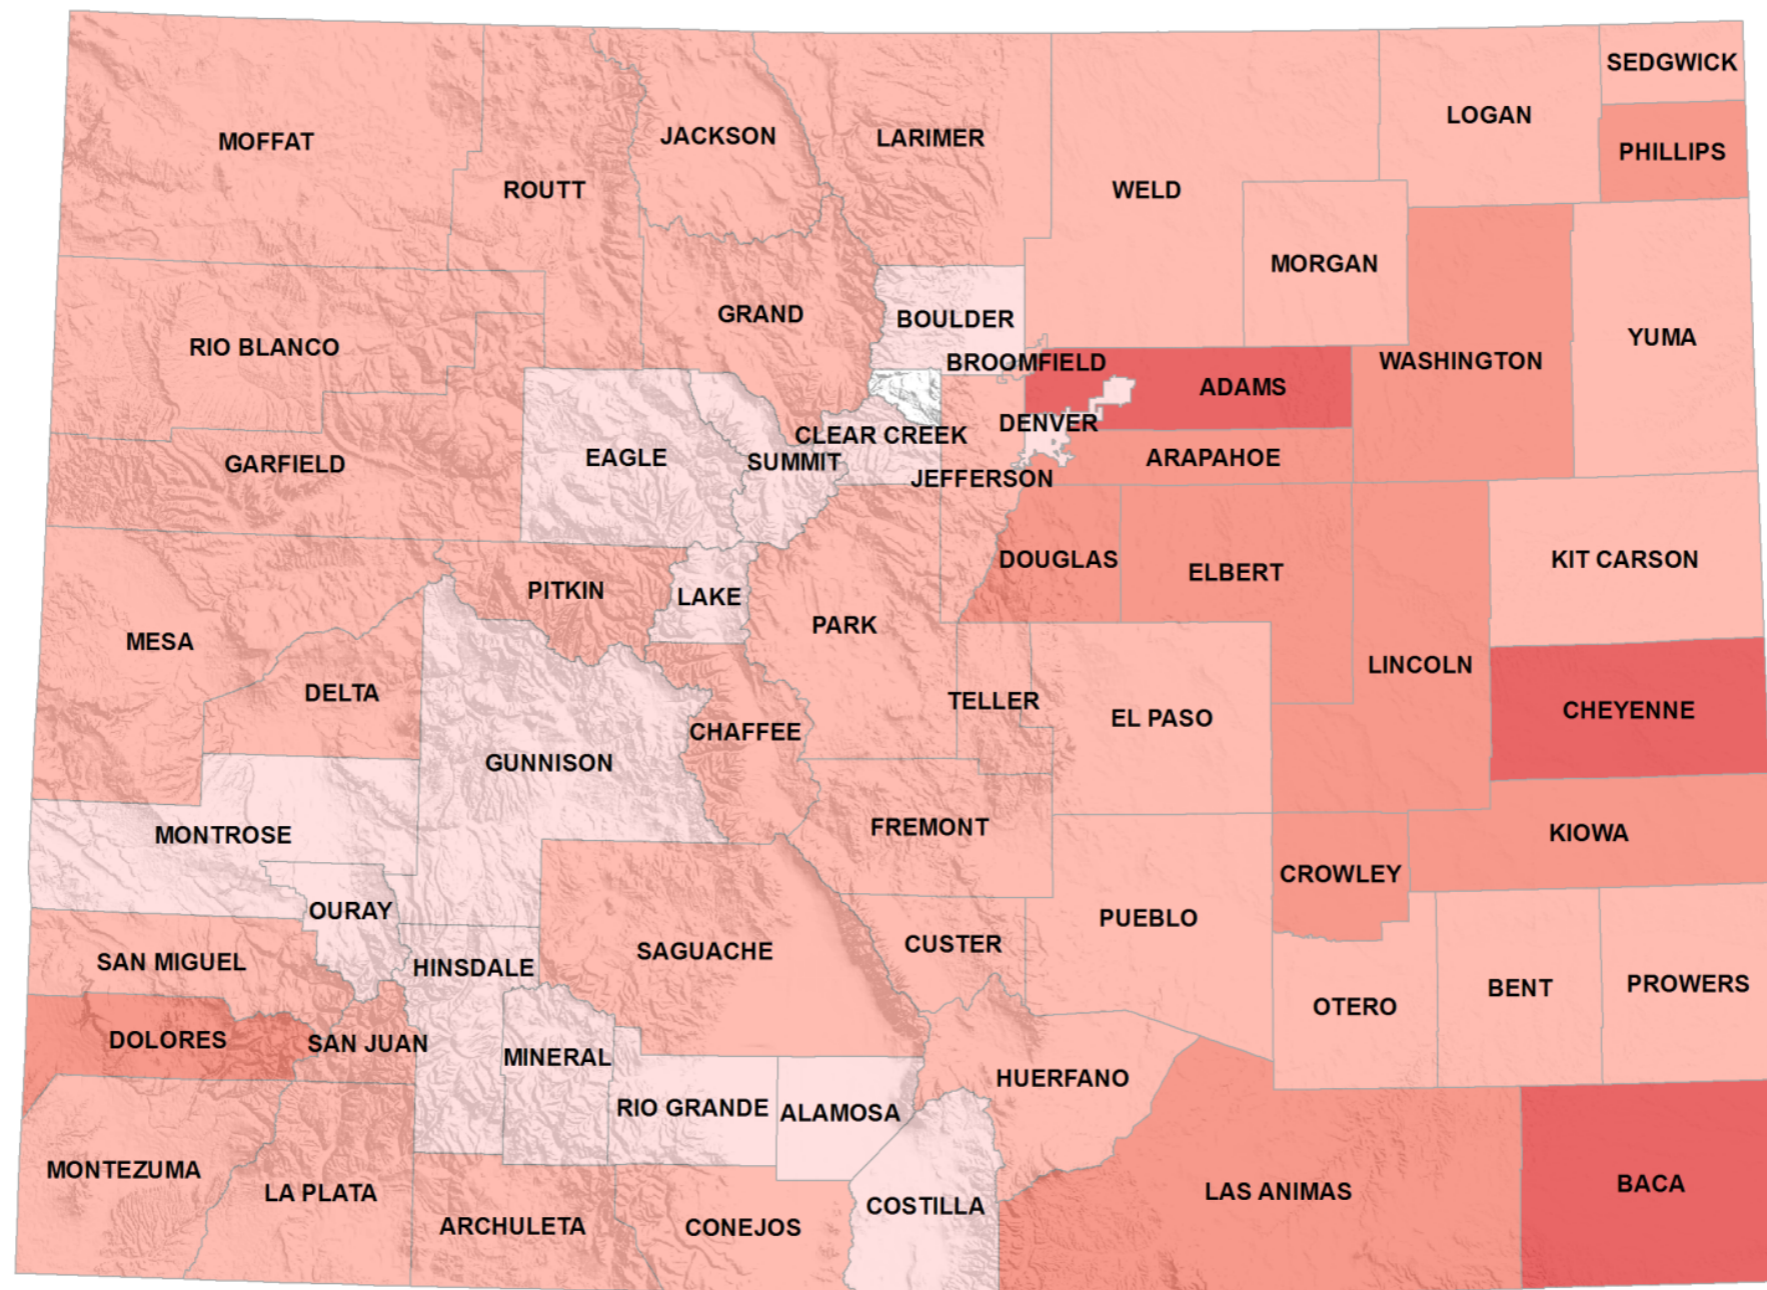 SEDGWICK
LOGAN
JACKSON
LARIMER
MOFFAT
PHILLIPS
ROUTT
WELD
MORGAN
GRAND
BOULDER
YUMA
RIO BLANCO
BROOMFIELD
WASHINGTON
ADAMS
DENVER
CLEAR CREEK
EAGLE
ARAPAHOE
SUMMIT
GARFIELD
JEFFERSON
DOUGLAS
KIT CARSON
ELBERT
PITKIN
LAKE
PARK
MESA
LINCOLN
DELTA
TELLER
CHEYENNE
EL PASO
CHAFFEE
GUNNISON
FREMONT
KIOWA
MONTROSE
CROWLEY
OURAY
PUEBLO
CUSTER
SAGUACHE
SAN MIGUEL
HINSDALE
PROWERS
BENT
OTERO
DOLORES
SAN JUAN
MINERAL
HUERFANO
RIO GRANDE
ALAMOSA
MONTEZUMA
BACA
LA PLATA
LAS ANIMAS
COSTILLA
ARCHULETA
CONEJOS